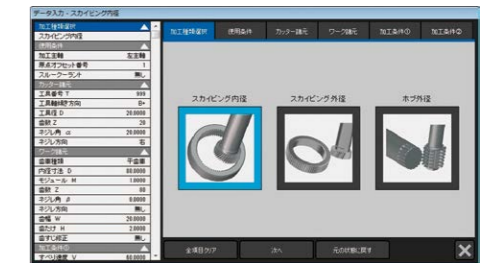 データ入力 - スカイビング内径
加工種類選択
スカイビング内径
使用条件
加工主軸 左主軸
原点オフセット番号 1
スルークーラント 無し
カッター諸元
工具番号 T 999
工具軸傾き方向 B+
工具径 D 20.0000
歯数 Z 20
ネジレ角 α 20.0000
ネジレ方向 右
ワーク諸元
歯車種類 平歯車
内径寸法 D 80.0000
モジュール M 1.0000
歯数 Z 80
ネジレ角 β 0.0000
ネジレ方向 無し
歯幅 W 20.0000
歯たけ H 2.0000
歯すじ修正 無し
加工条件①
すべり速度 V 80.0000
加工種類選択 使用条件 カッター諸元 ワーク諸元 加工条件① 加工条件②
スカイビング内径 スカイビング外径 ホブ外径
全項目クリア 次へ 元の状態に戻す